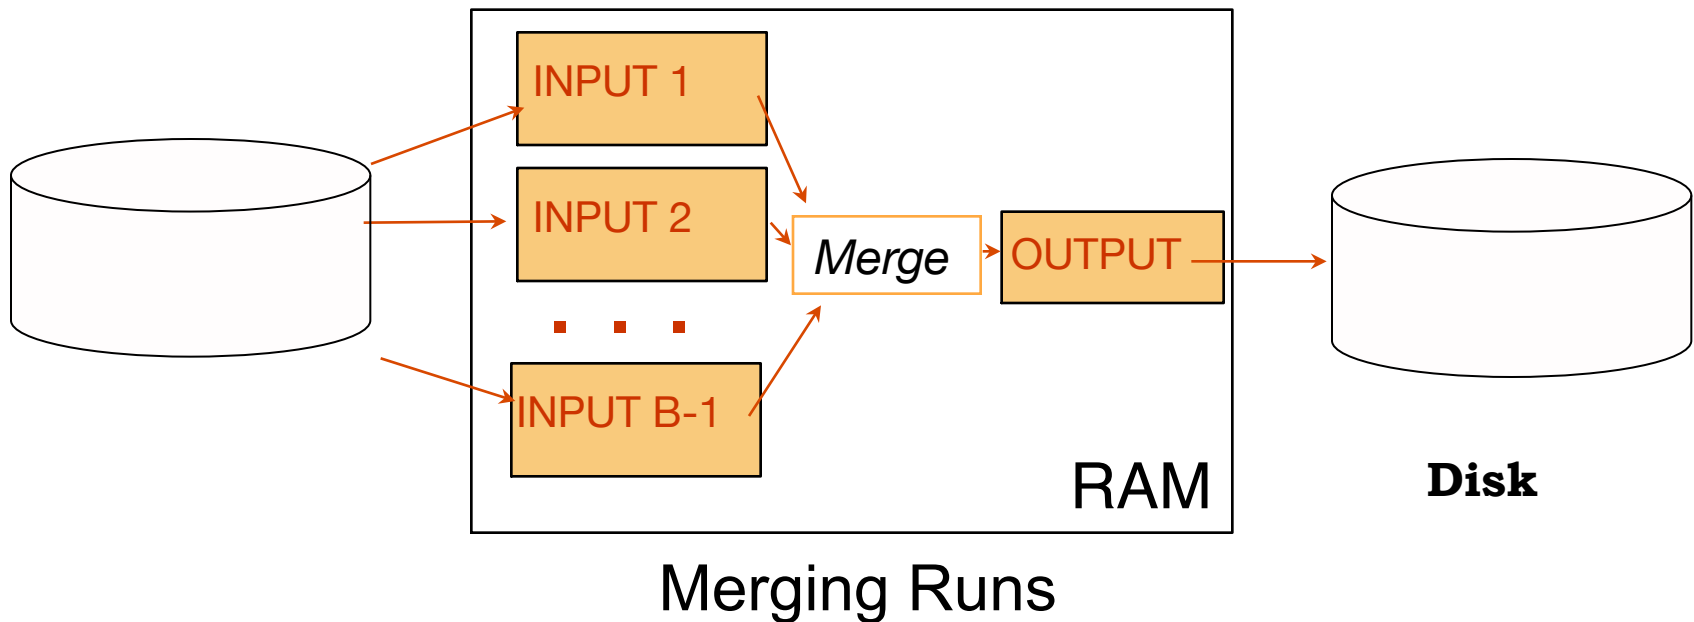 INPUT 1
INPUT 2
. . .
INPUT B-1
Merge
OUTPUT
RAM
Disk
Merging Runs